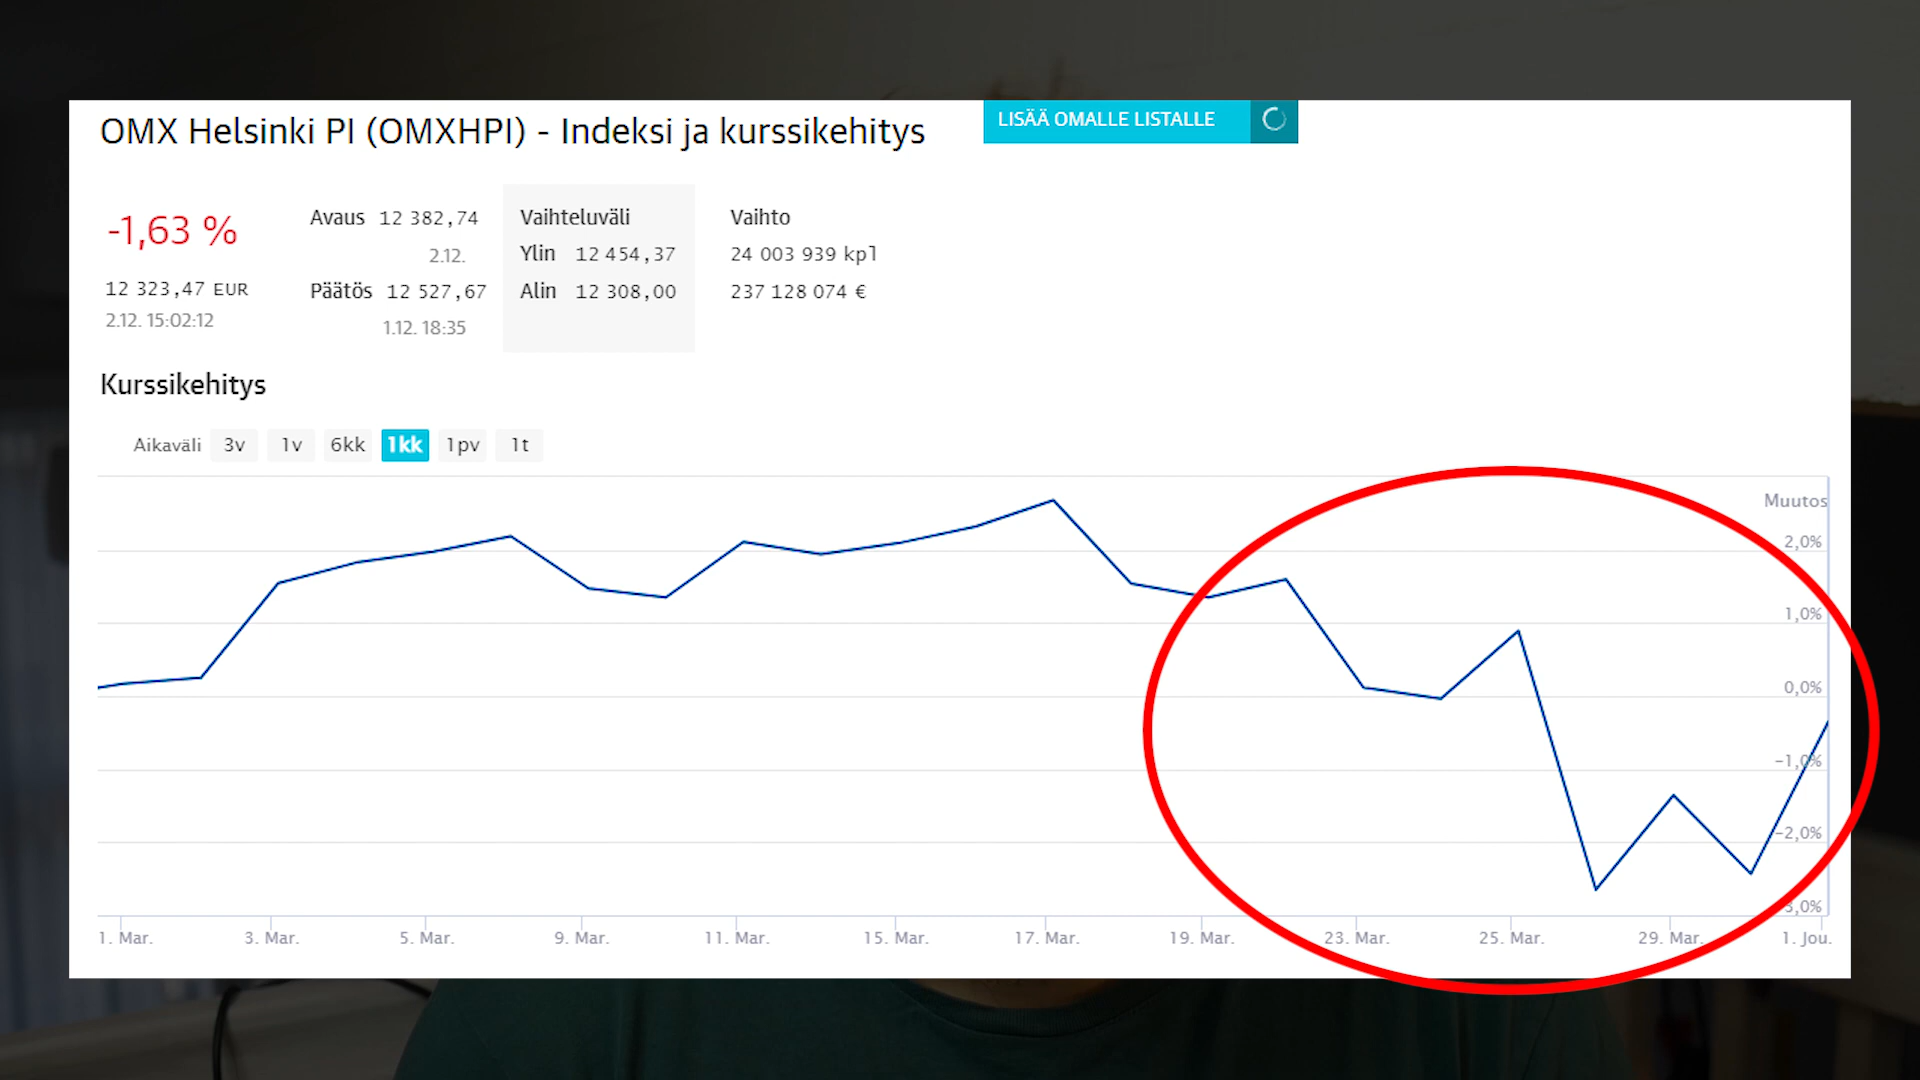 OMX Helsinki PI (OMXHPI) - Indeksi ja kurssikehitys
LISÄÄ OMALLE LISTALLE
-1,63 %
12 323,47 EUR
2.12. 15:02:12
Avaus 12 382,74
2.12.
Päätös 12 527,67
1.12. 18:35
Vaihteluväli
Ylin 12 454,37
Alin 12 308,00
Vaihto
24 003 939 kpl
237 128 074 €
Kurssikehitys
Aikaväli 3v 1v 6kk 1kk 1pv 1t
Muutos
2,0%
1,0%
0,0%
-1,0%
-2,0%
-3,0%
1. Mar. 3. Mar. 5. Mar. 9. Mar. 11. Mar. 15. Mar. 17. Mar. 19. Mar. 23. Mar. 25. Mar. 29. Mar. 1. Jou.